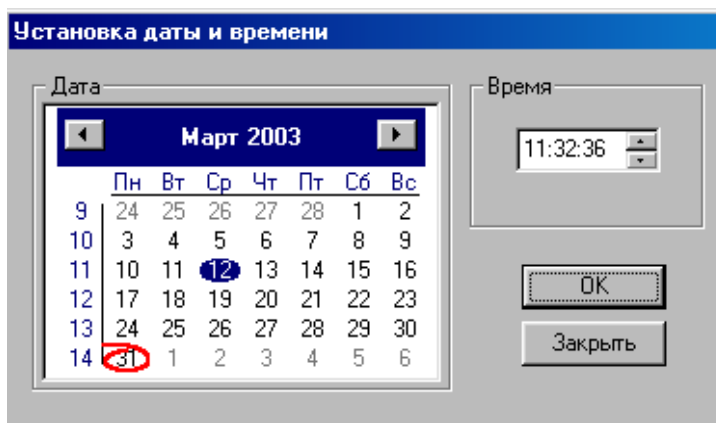 Установка даты и времени
Дата
Время
Март 2003
11:32:36
Пн Вт Ср Чт Пт Сб Вс
9 24 25 26 27 28 1 2
10 3 4 5 6 7 8 9
11 10 11 12 13 14 15 16
12 17 18 19 20 21 22 23
13 24 25 26 27 28 29 30
14 31 1 2 3 4 5 6
OK
Закрыть